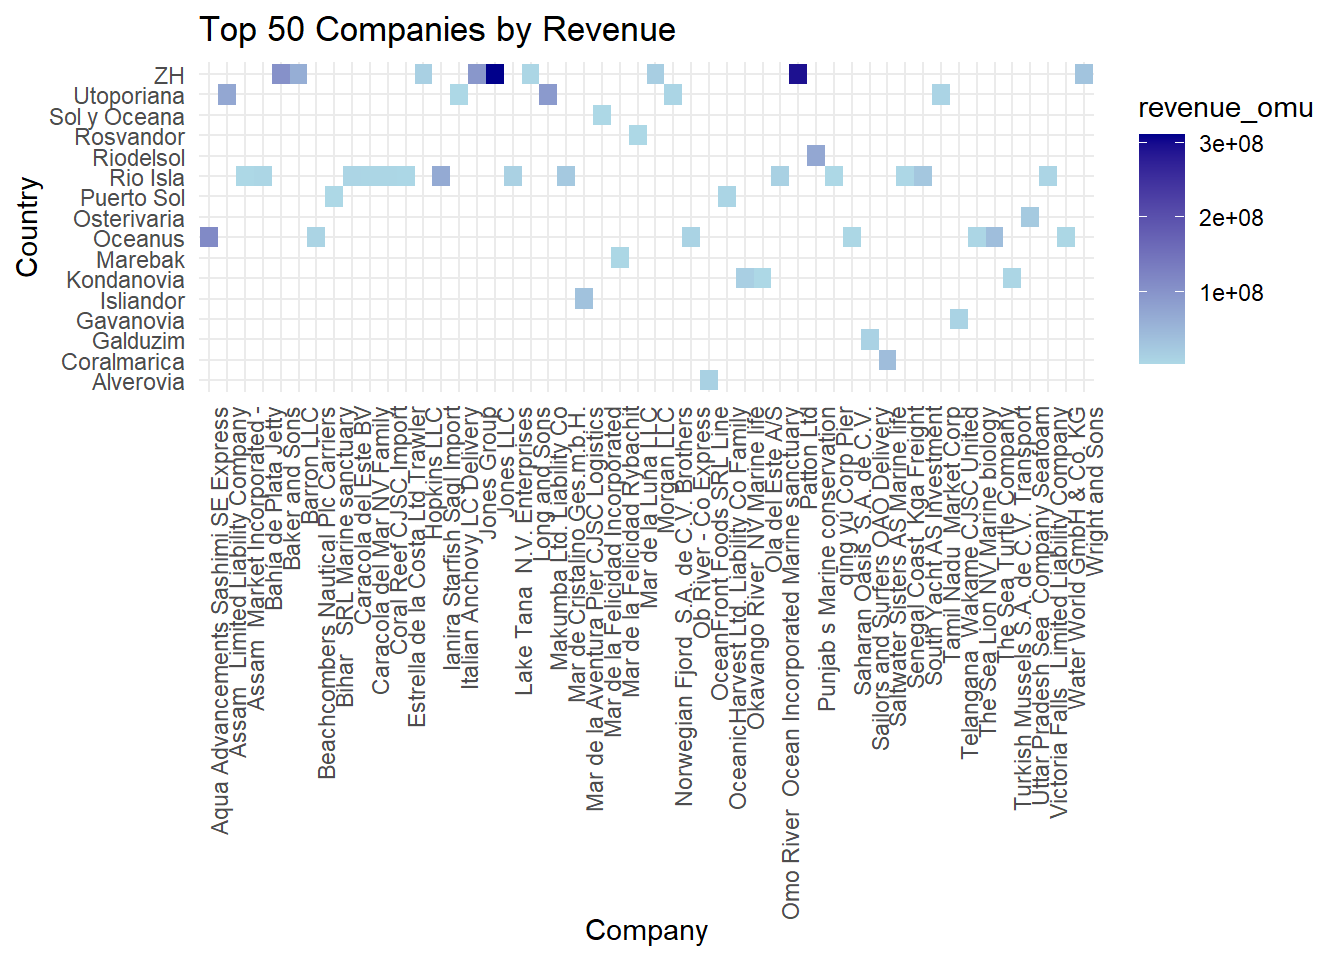 Top 50 Companies by Revenue
ZH
Utoporiana
Sol y Oceana
Rosvandor
Riodelsol
Rio Isla
Puerto Sol
Osterivaria
Oceanus
Marebak
Kondanovia
Isliandor
Gavanovia
Galduzim
Coralmarica
Alverovia
Country
revenue_omu
3e+08
2e+08
1e+08
Aqua Advancements Sashimi SE Express
Assam  Limited Liability Company
Assam  Market Incorporated -
Bahía de Plata Jetty
Baker and Sons
Barron LLC
Beachcombers Nautical Plc Carriers
Bihar  SRL Marine sanctuary
Caracola del Este BV
Caracola del Mar NV Family
Coral Reef CJSC Import
Estrella de la Costa Ltd Trawler
Hopkins LLC
Ianira Starfish Sagl Import
Italian Anchovy LC Delivery
Jones Group
Jones LLC
Lake Tana  N.V. Enterprises
Long and Sons
Makumba Ltd. Liability Co
Mar de Cristalino Ges.m.b.H.
Mar de la Aventura Pier CJSC Logistics
Mar de la Felicidad Incorporated
Mar de la Felicidad Rybachit
Mar de la Luna LLC
Morgan LLC
Norwegian Fjord  S.A. de C.V. Brothers
Ob River - Co Express
OceanFront Foods SRL Line
OceanicHarvest Ltd. Liability Co Family
Okavango River  NV Marine life
Ola del Este A/S
Omo River  Ocean Incorporated Marine sanctuary
Patton Ltd
Punjab s Marine conservation
qing yu Corp Pier
Saharan Oasis  S.A. de C.V.
Sailors and Surfers OAO Delivery
Saltwater Sisters AS Marine life
Senegal Coast  Kga Freight
South Yacht AS Investment
Tamil Nadu  Market Corp
Telangana  Wakame CJSC United
The Sea Lion NV Marine biology
The Sea Turtle Company
Turkish Mussels S.A. de C.V. Transport
Uttar Pradesh Sea  Company Seafoam
Victoria Falls  Limited Liability Company
Water World GmbH & Co. KG
Wright and Sons
Company